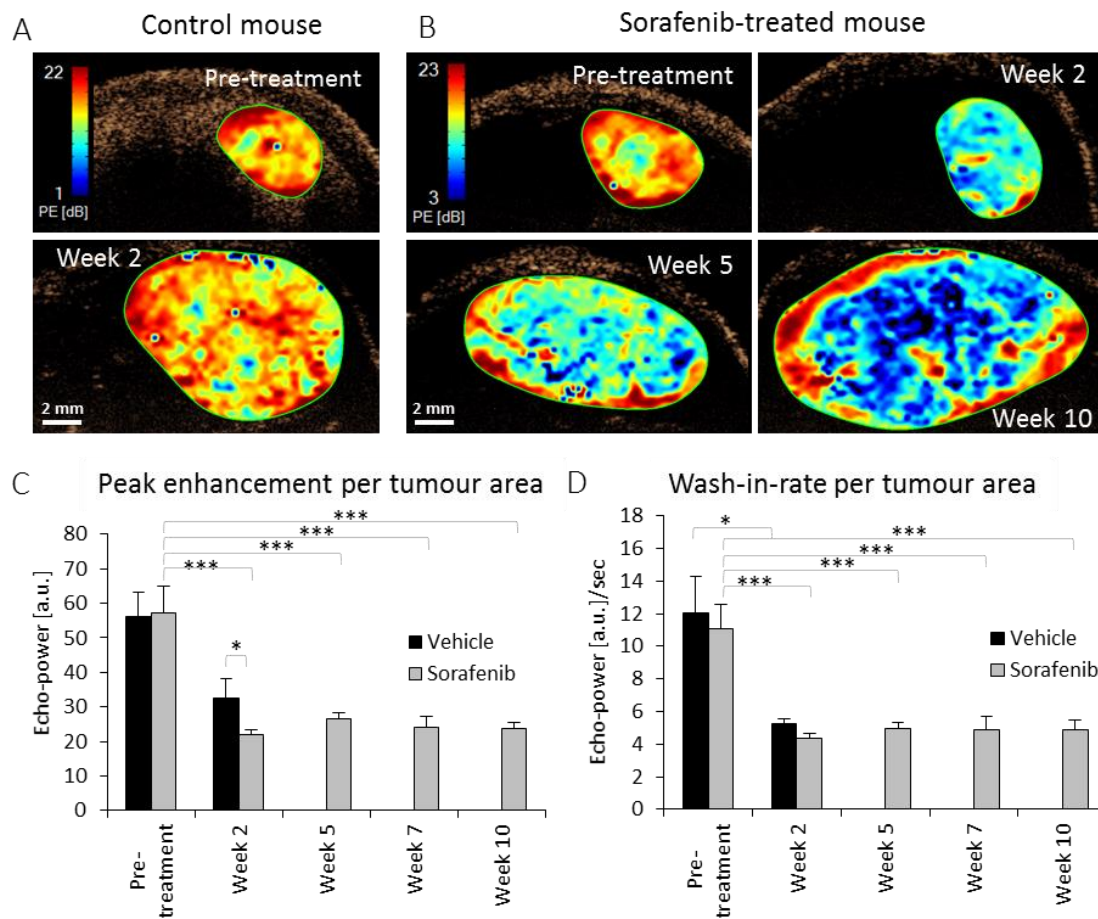 A
Control mouse
B
Sorafenib-treated mouse
22
1
PE [dB]
Pre-treatment
23
3
PE [dB]
Pre-treatment
Week 2
Week 2
2 mm
Week 5
2 mm
Week 10
C
Peak enhancement per tumour area
80
70
60
50
40
30
20
10
0
Echo-power [a.u.]
***
***
***
***
*
Vehicle
Sorafenib
Pre-
treatment
Week 2
Week 5
Week 7
Week 10
D
Wash-in-rate per tumour area
18
16
14
12
10
8
6
4
2
0
Echo-power [a.u.]/sec
*
***
***
***
***
Vehicle
Sorafenib
Pre-
treatment
Week 2
Week 5
Week 7
Week 10